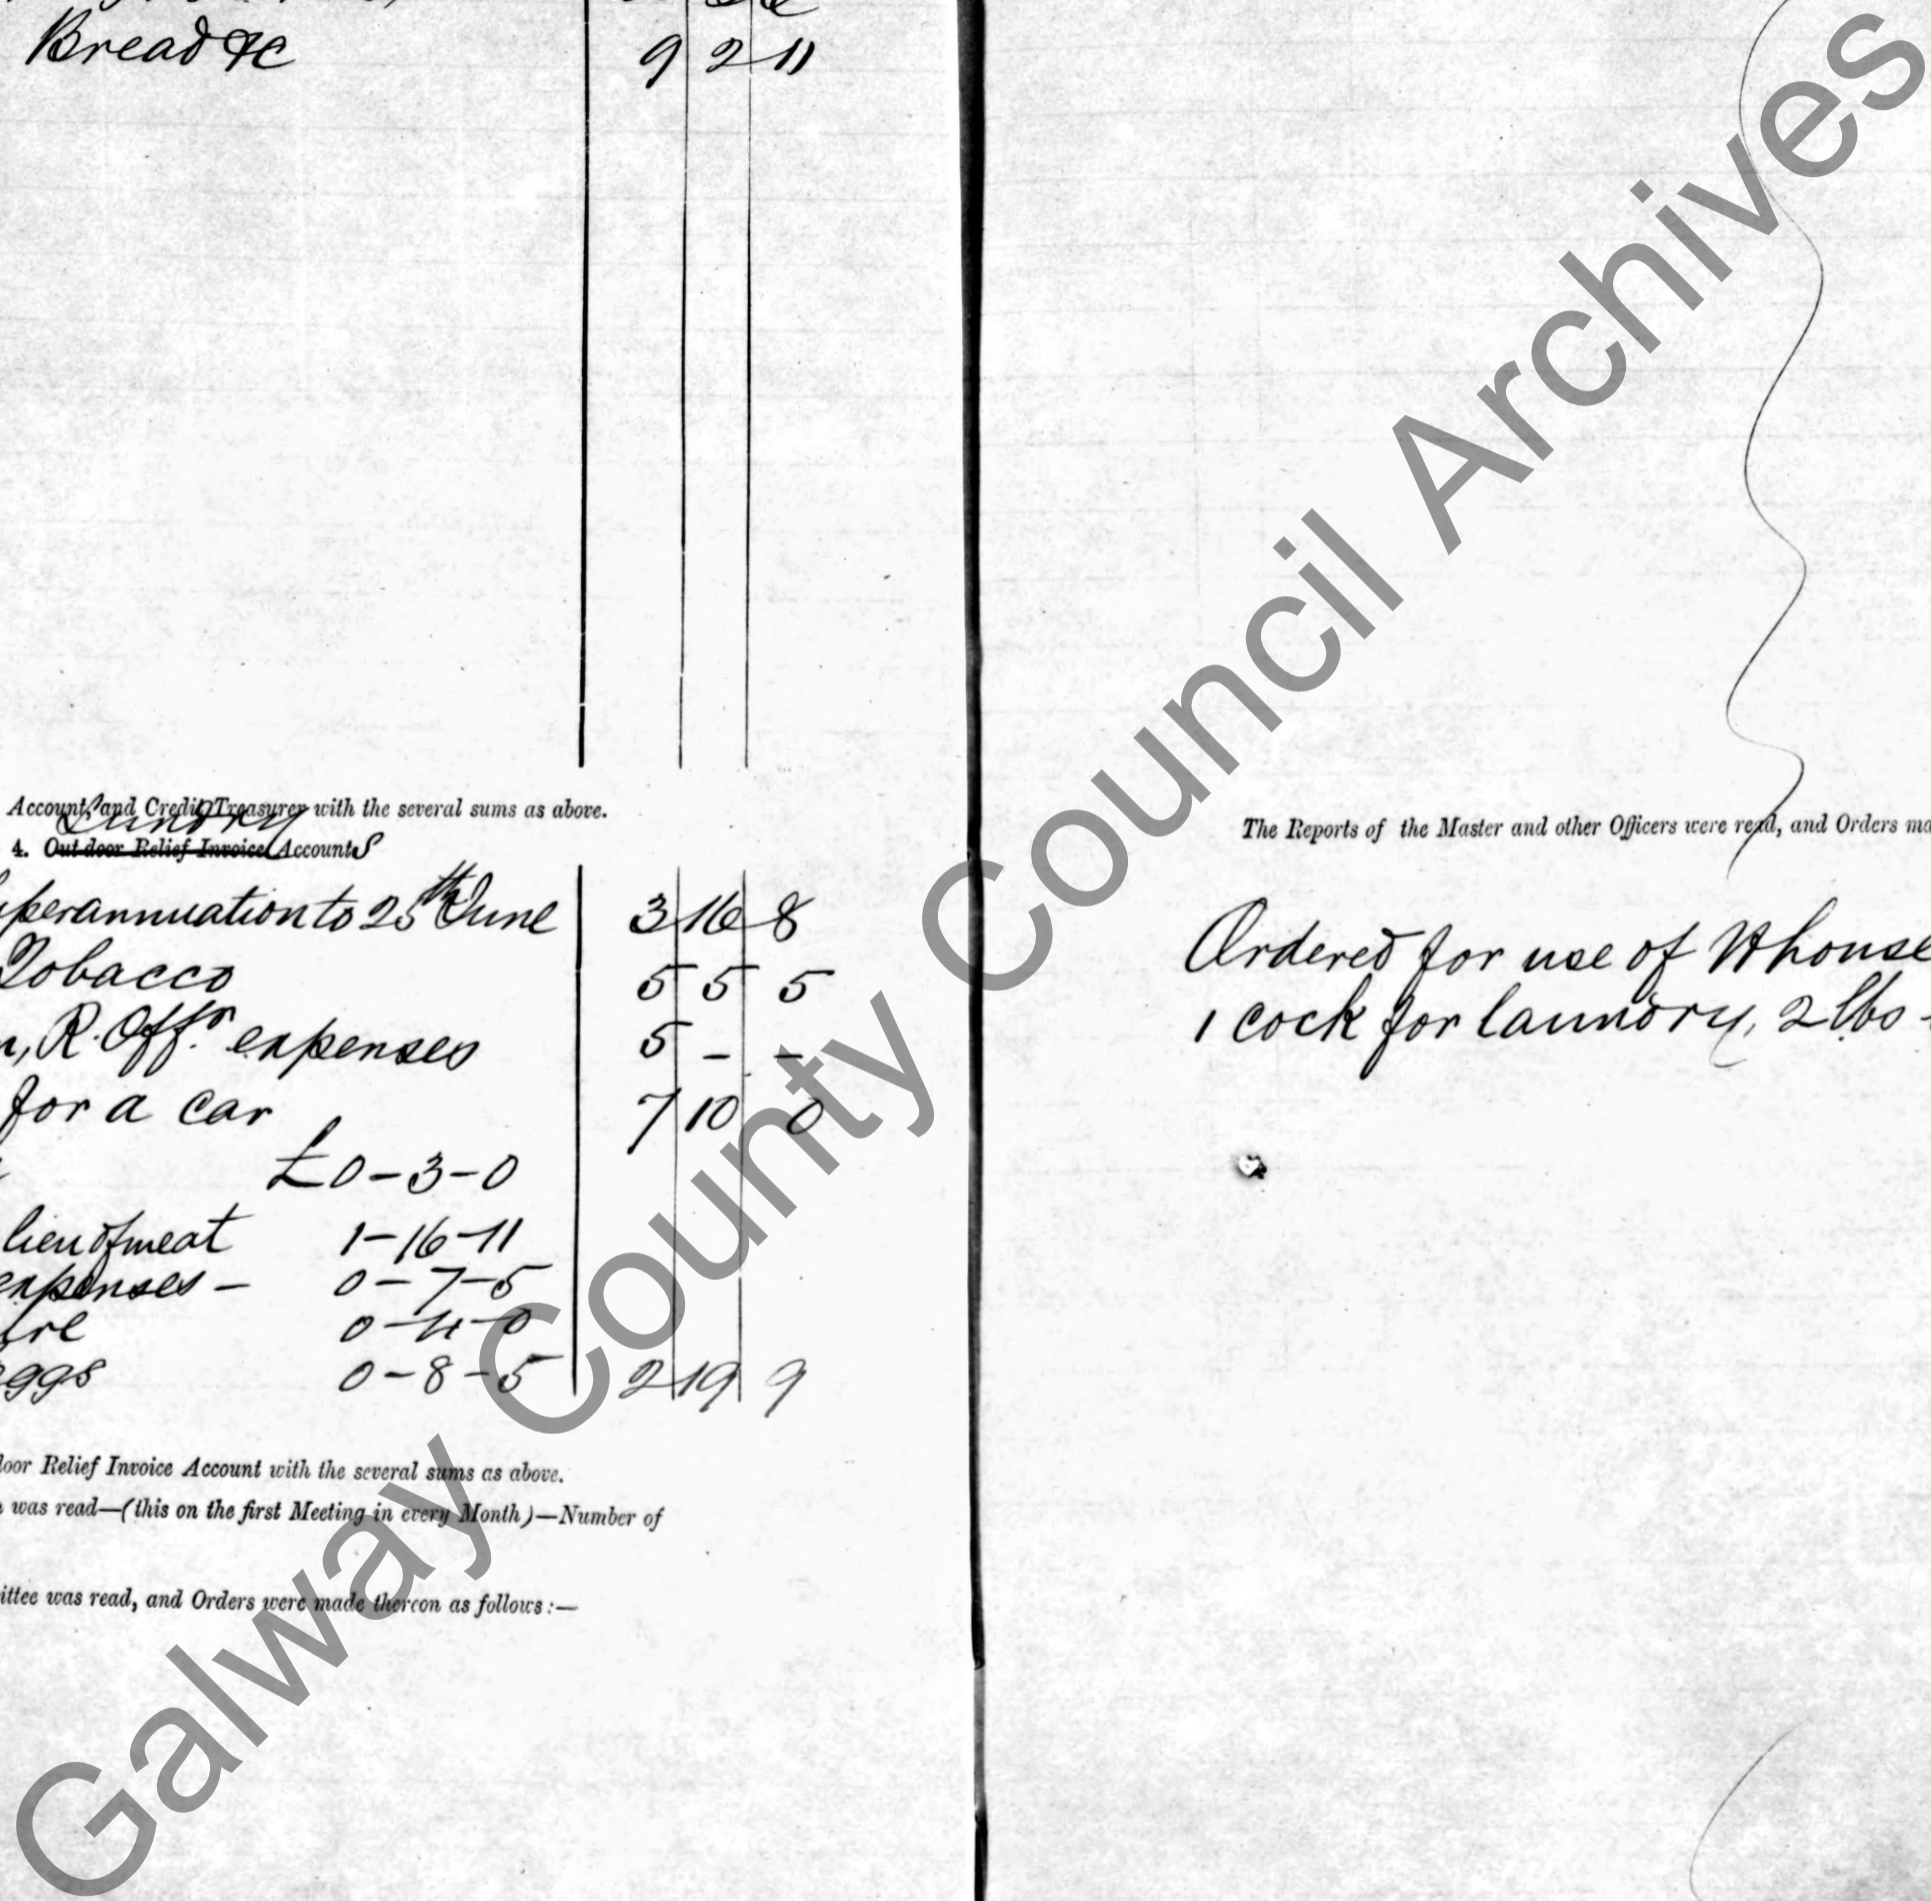 Bread &c 9 2 11
Account, and Credit Treasurer with the several sums as above.
Sundry
4. Out-door Relief Invoice Accounts
uperannuation to 25th June 3 16 8
Tobacco 5 5 5
n, R. Offrs expenses 5 - -
for a car 7 10 0
£0-3-0
lieu of meat 1-16-11
expenses - 0-7-5
ire 0-4-0
eggs 0-8-5 2 19 9
door Relief Invoice Account with the several sums as above.
was read—(this on the first Meeting in every Month)—Number of
ittee was read, and Orders were made thereon as follows:—
The Reports of the Master and other Officers were read, and Orders ma
Ordered for use of Whouse
1 cock for laundry, 2 lbs
Galway County Council Archives